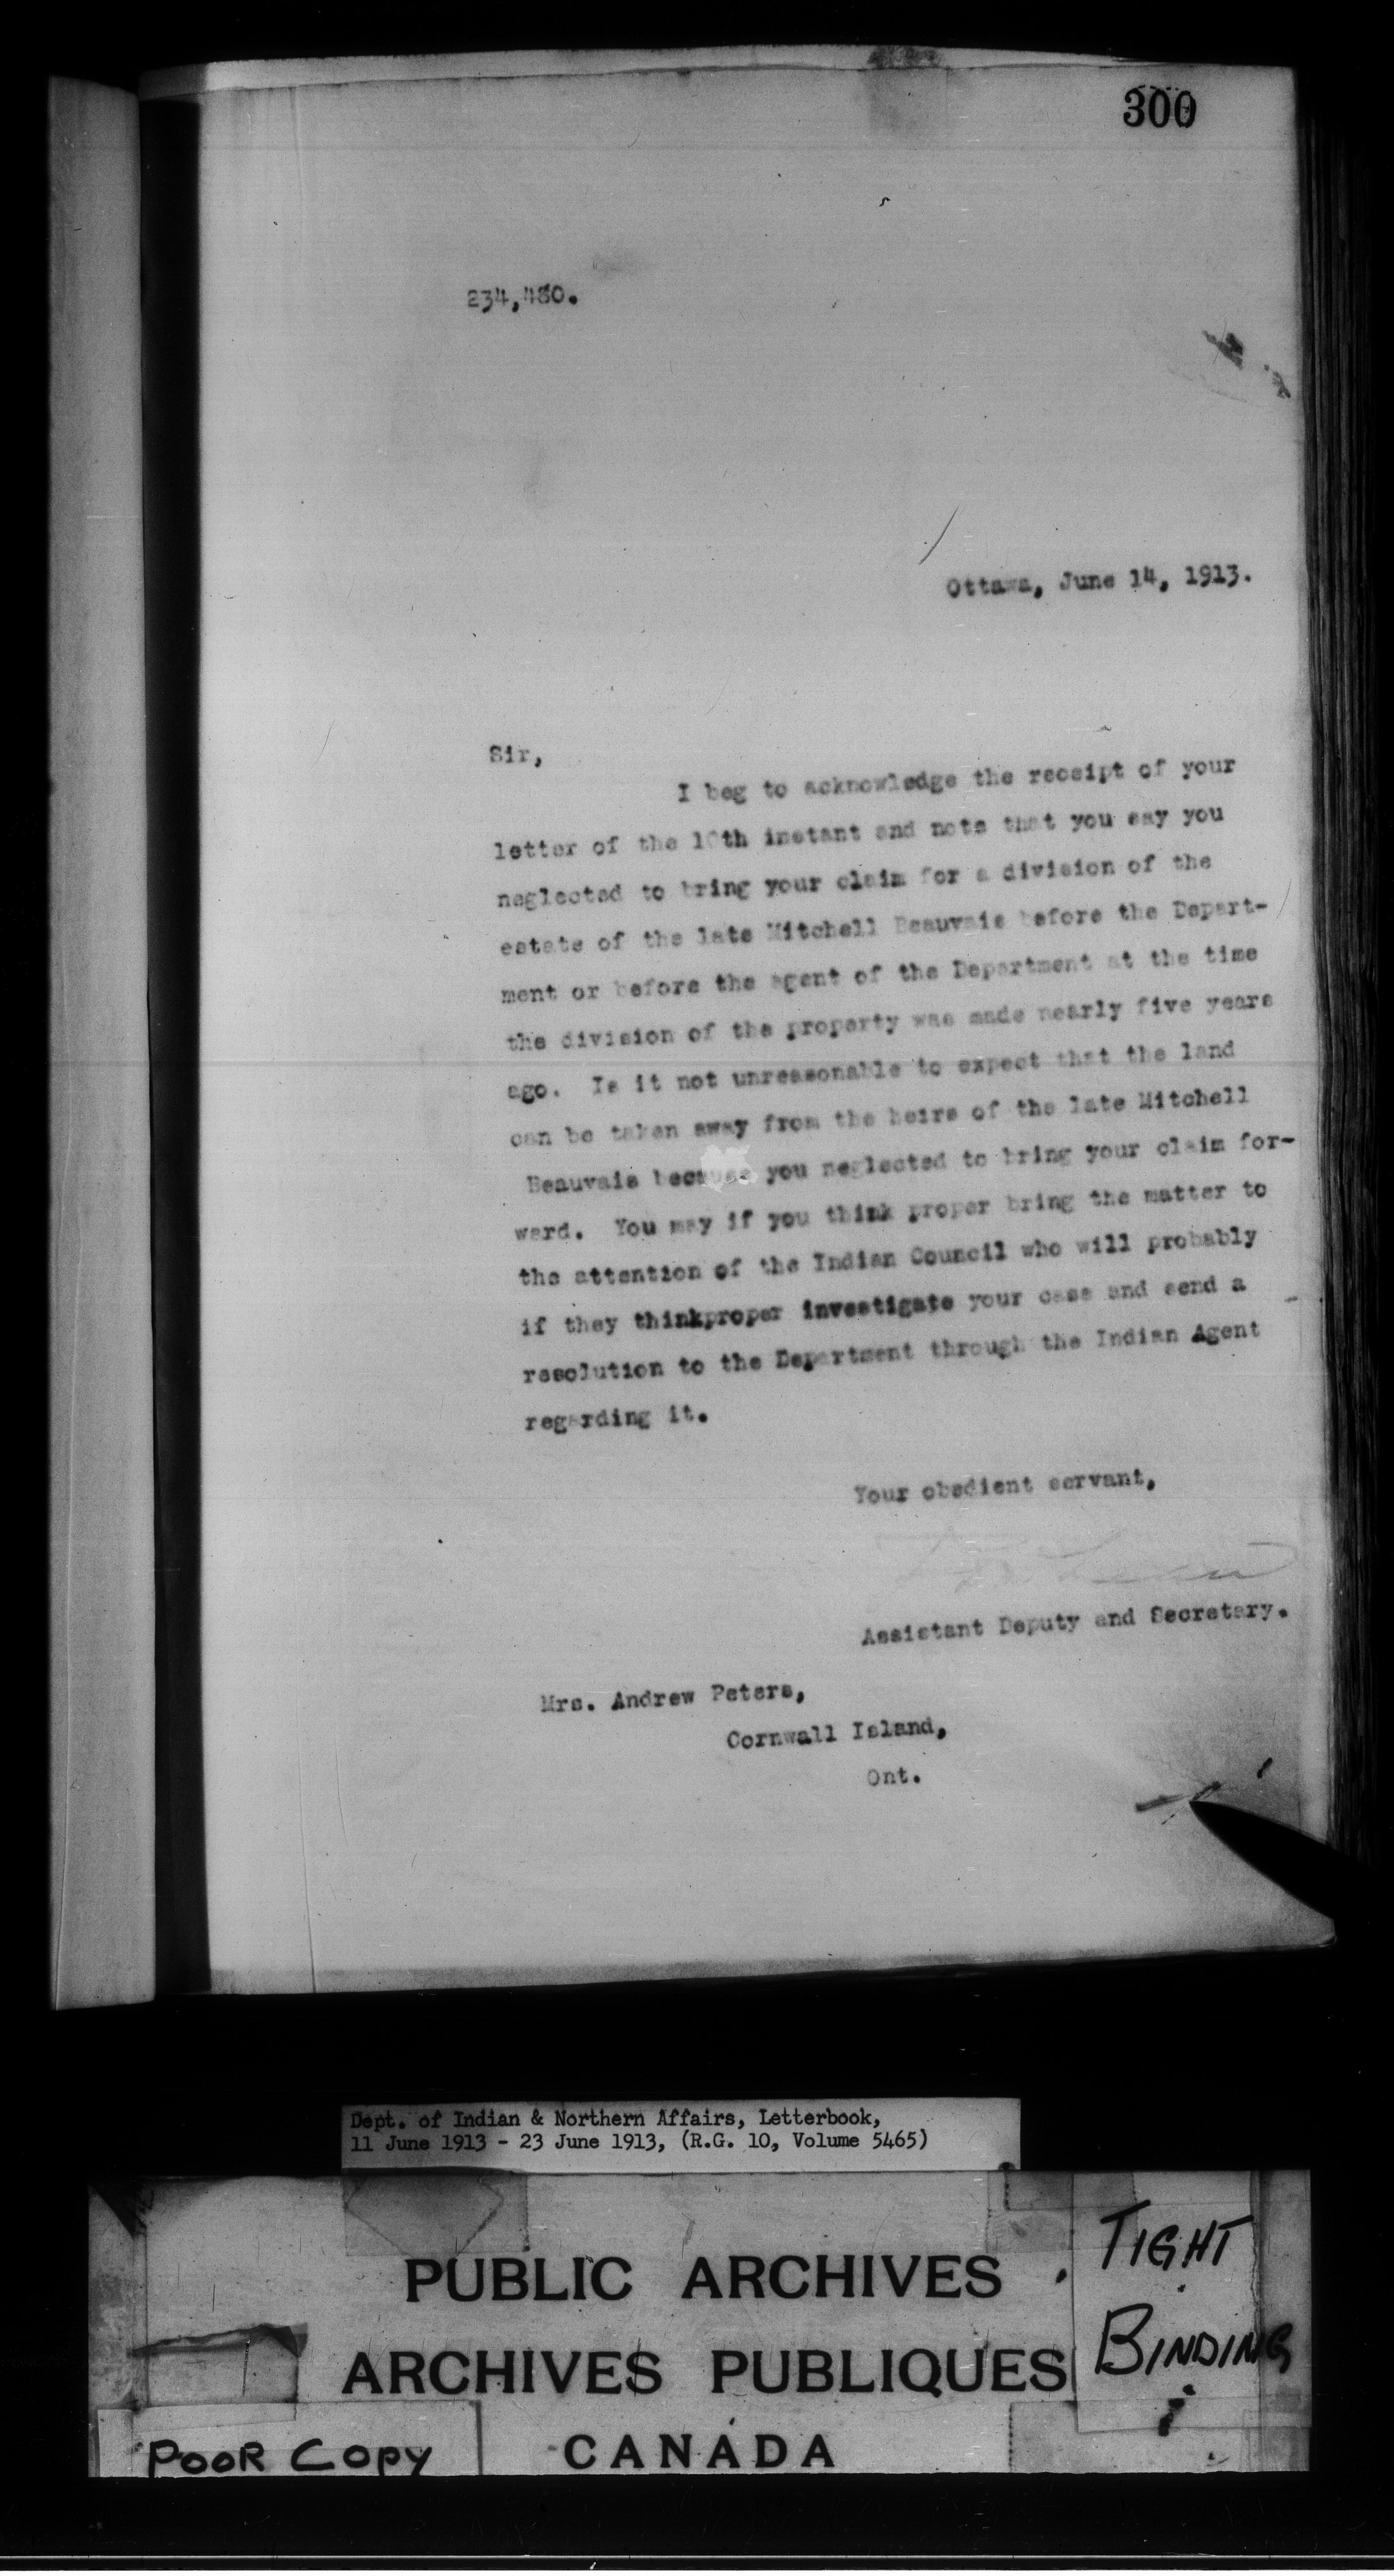 300
234,480.
Ottawa, June 14, 1913.
Sir,
I beg to acknowledge the receipt of your
letter of the 10th instant and note that you say you
neglected to bring your claim for a division of the
estate of the late Mitchell Beauvais before the Depart-
ment or before the agent of the Department at the time
the division of the property was made nearly five years
ago. Is it not unreasonable to expect that the land
can be taken away from the heirs of the late Mitchell
Beauvais because you neglected to bring your claim for-
ward. You may if you think proper bring the matter to
the attention of the Indian Council who will probably
if they thinkproper investigate your case and send a
resolution to the Department through the Indian Agent
regarding it.
Your obedient servant,
Assistant Deputy and Secretary.
Mrs. Andrew Peters,
Cornwall Island,
Ont.
Dept. of Indian & Northern Affairs, Letterbook,
11 June 1913 - 23 June 1913, (R.G. 10, Volume 5465)
PUBLIC ARCHIVES
ARCHIVES PUBLIQUES
CANADA
TIGHT
BINDING
POOR COPY